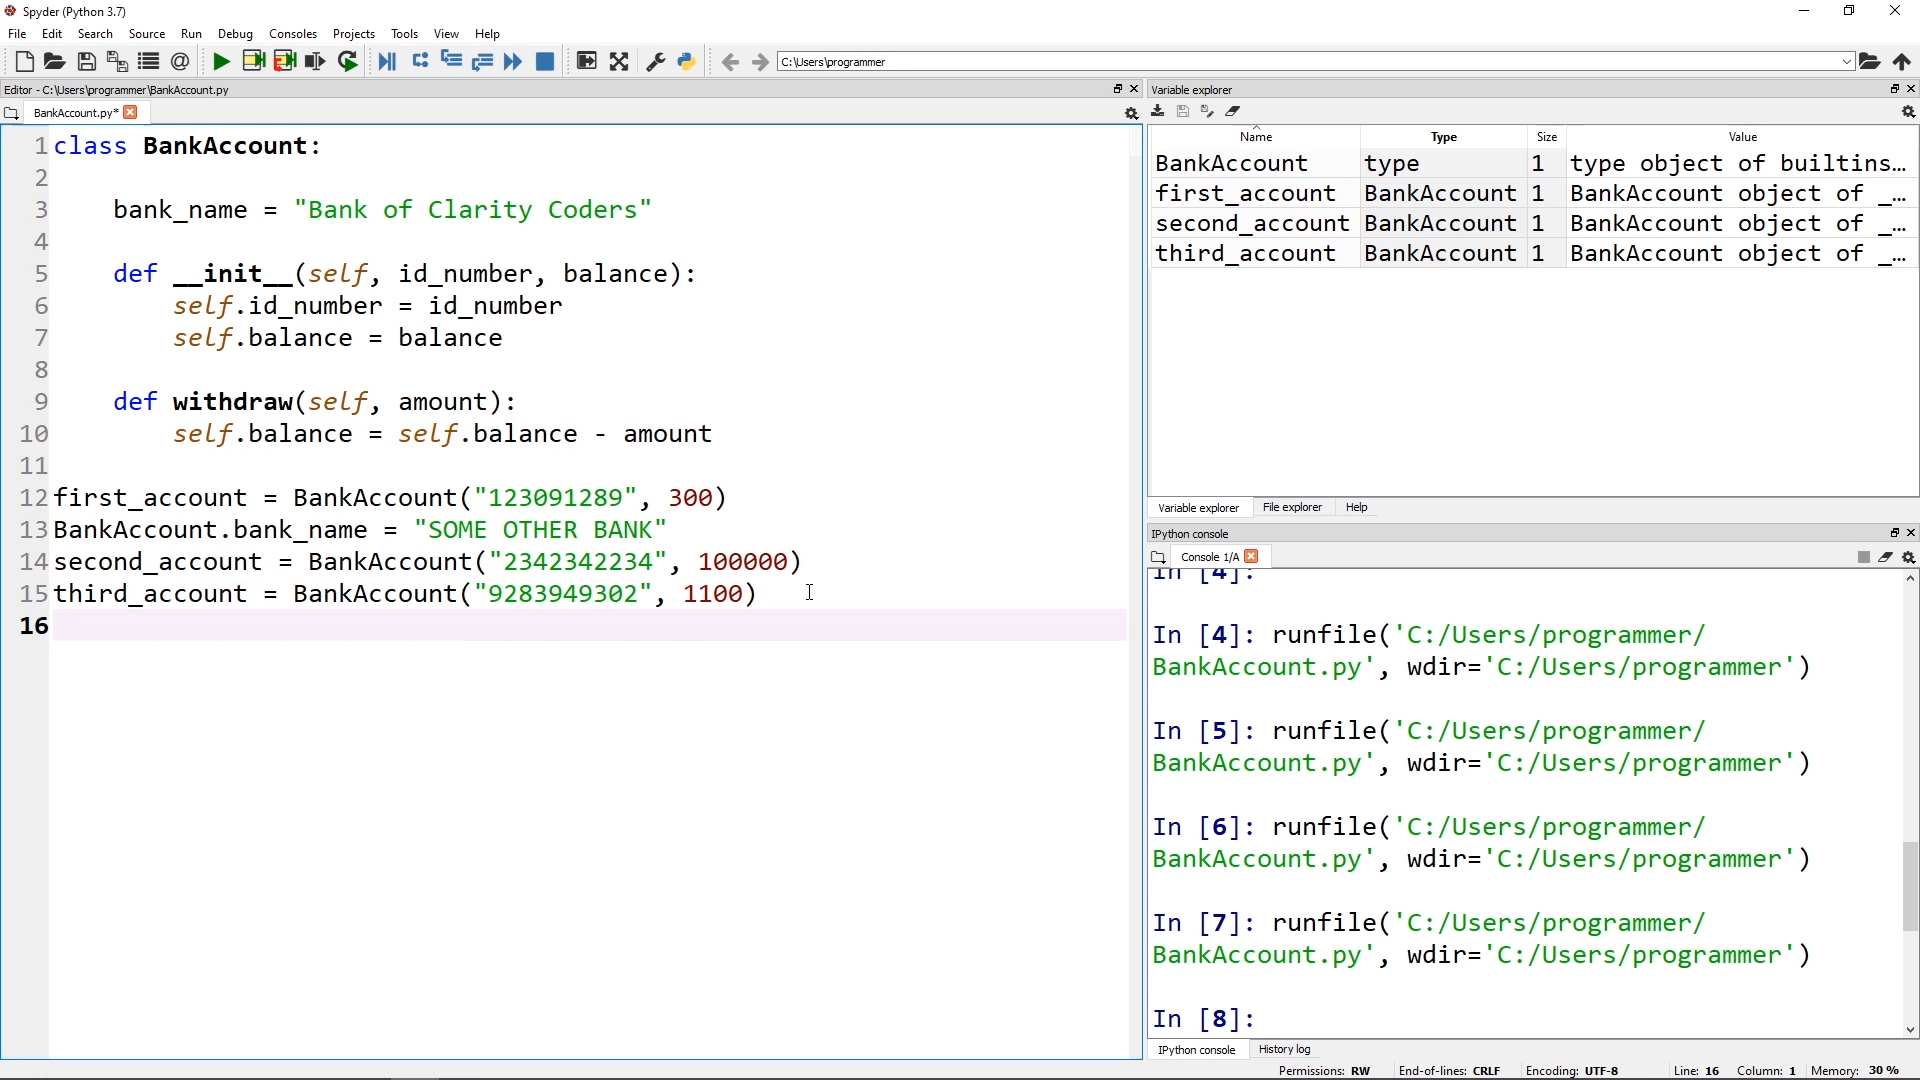 Spyder (Python 3.7)
File Edit Search Source Run Debug Consoles Projects Tools View Help
C:\Users\programmer
Editor - C:\Users\programmer\BankAccount.py
BankAccount.py*
1 class BankAccount:
2
3 bank_name = "Bank of Clarity Coders"
4
5 def __init__(self, id_number, balance):
6 self.id_number = id_number
7 self.balance = balance
8
9 def withdraw(self, amount):
10 self.balance = self.balance - amount
11
12 first_account = BankAccount("123091289", 300)
13 BankAccount.bank_name = "SOME OTHER BANK"
14 second_account = BankAccount("2342342234", 100000)
15 third_account = BankAccount("9283949302", 1100)
16
Variable explorer
Name Type Size Value
BankAccount type 1 type object of builtins...
first_account BankAccount 1 BankAccount object of _...
second_account BankAccount 1 BankAccount object of _...
third_account BankAccount 1 BankAccount object of _...
Variable explorer File explorer Help
IPython console
Console 1/A
In [4]:
In [4]: runfile('C:/Users/programmer/
BankAccount.py', wdir='C:/Users/programmer')
In [5]: runfile('C:/Users/programmer/
BankAccount.py', wdir='C:/Users/programmer')
In [6]: runfile('C:/Users/programmer/
BankAccount.py', wdir='C:/Users/programmer')
In [7]: runfile('C:/Users/programmer/
BankAccount.py', wdir='C:/Users/programmer')
In [8]:
IPython console History log
Permissions: RW End-of-lines: CRLF Encoding: UTF-8 Line: 16 Column: 1 Memory: 30 %